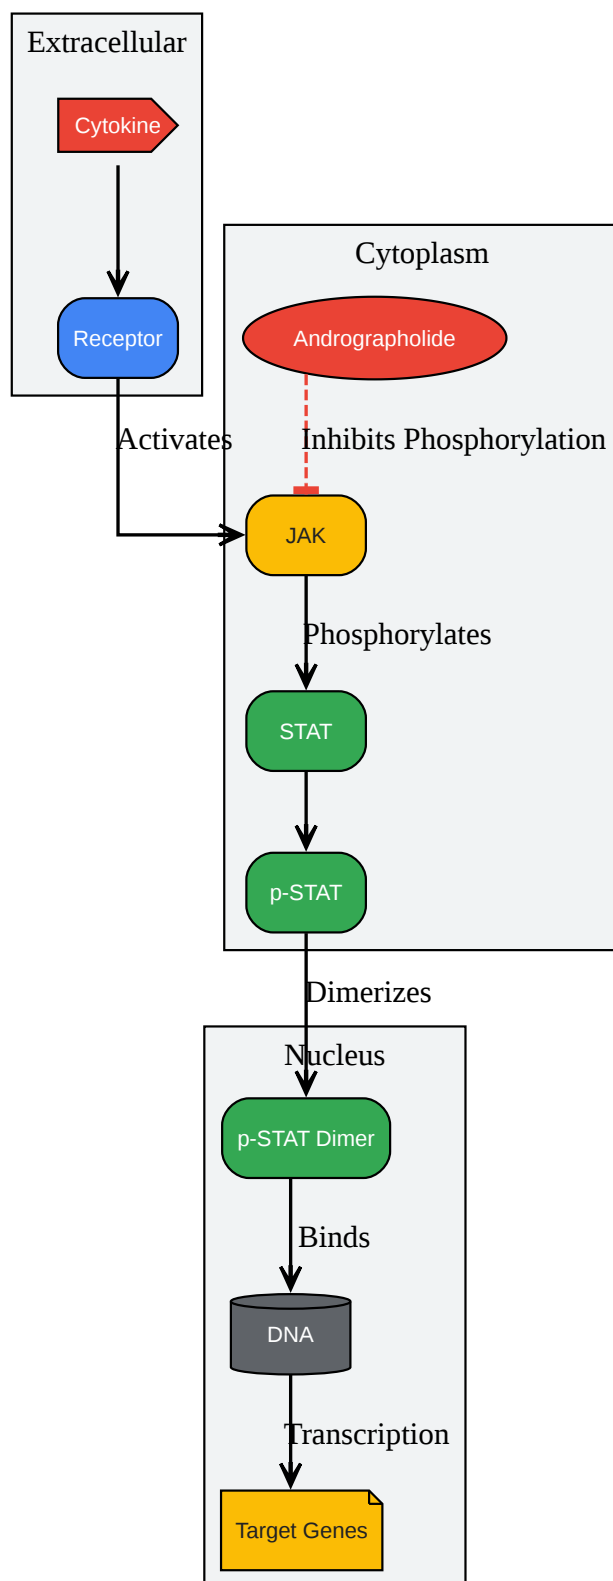 Extracellular
Cytokine
Receptor
Cytoplasm
Andrographolide
Activates
Inhibits Phosphorylation
JAK
Phosphorylates
STAT
p-STAT
Dimerizes
Nucleus
p-STAT Dimer
Binds
DNA
Transcription
Target Genes